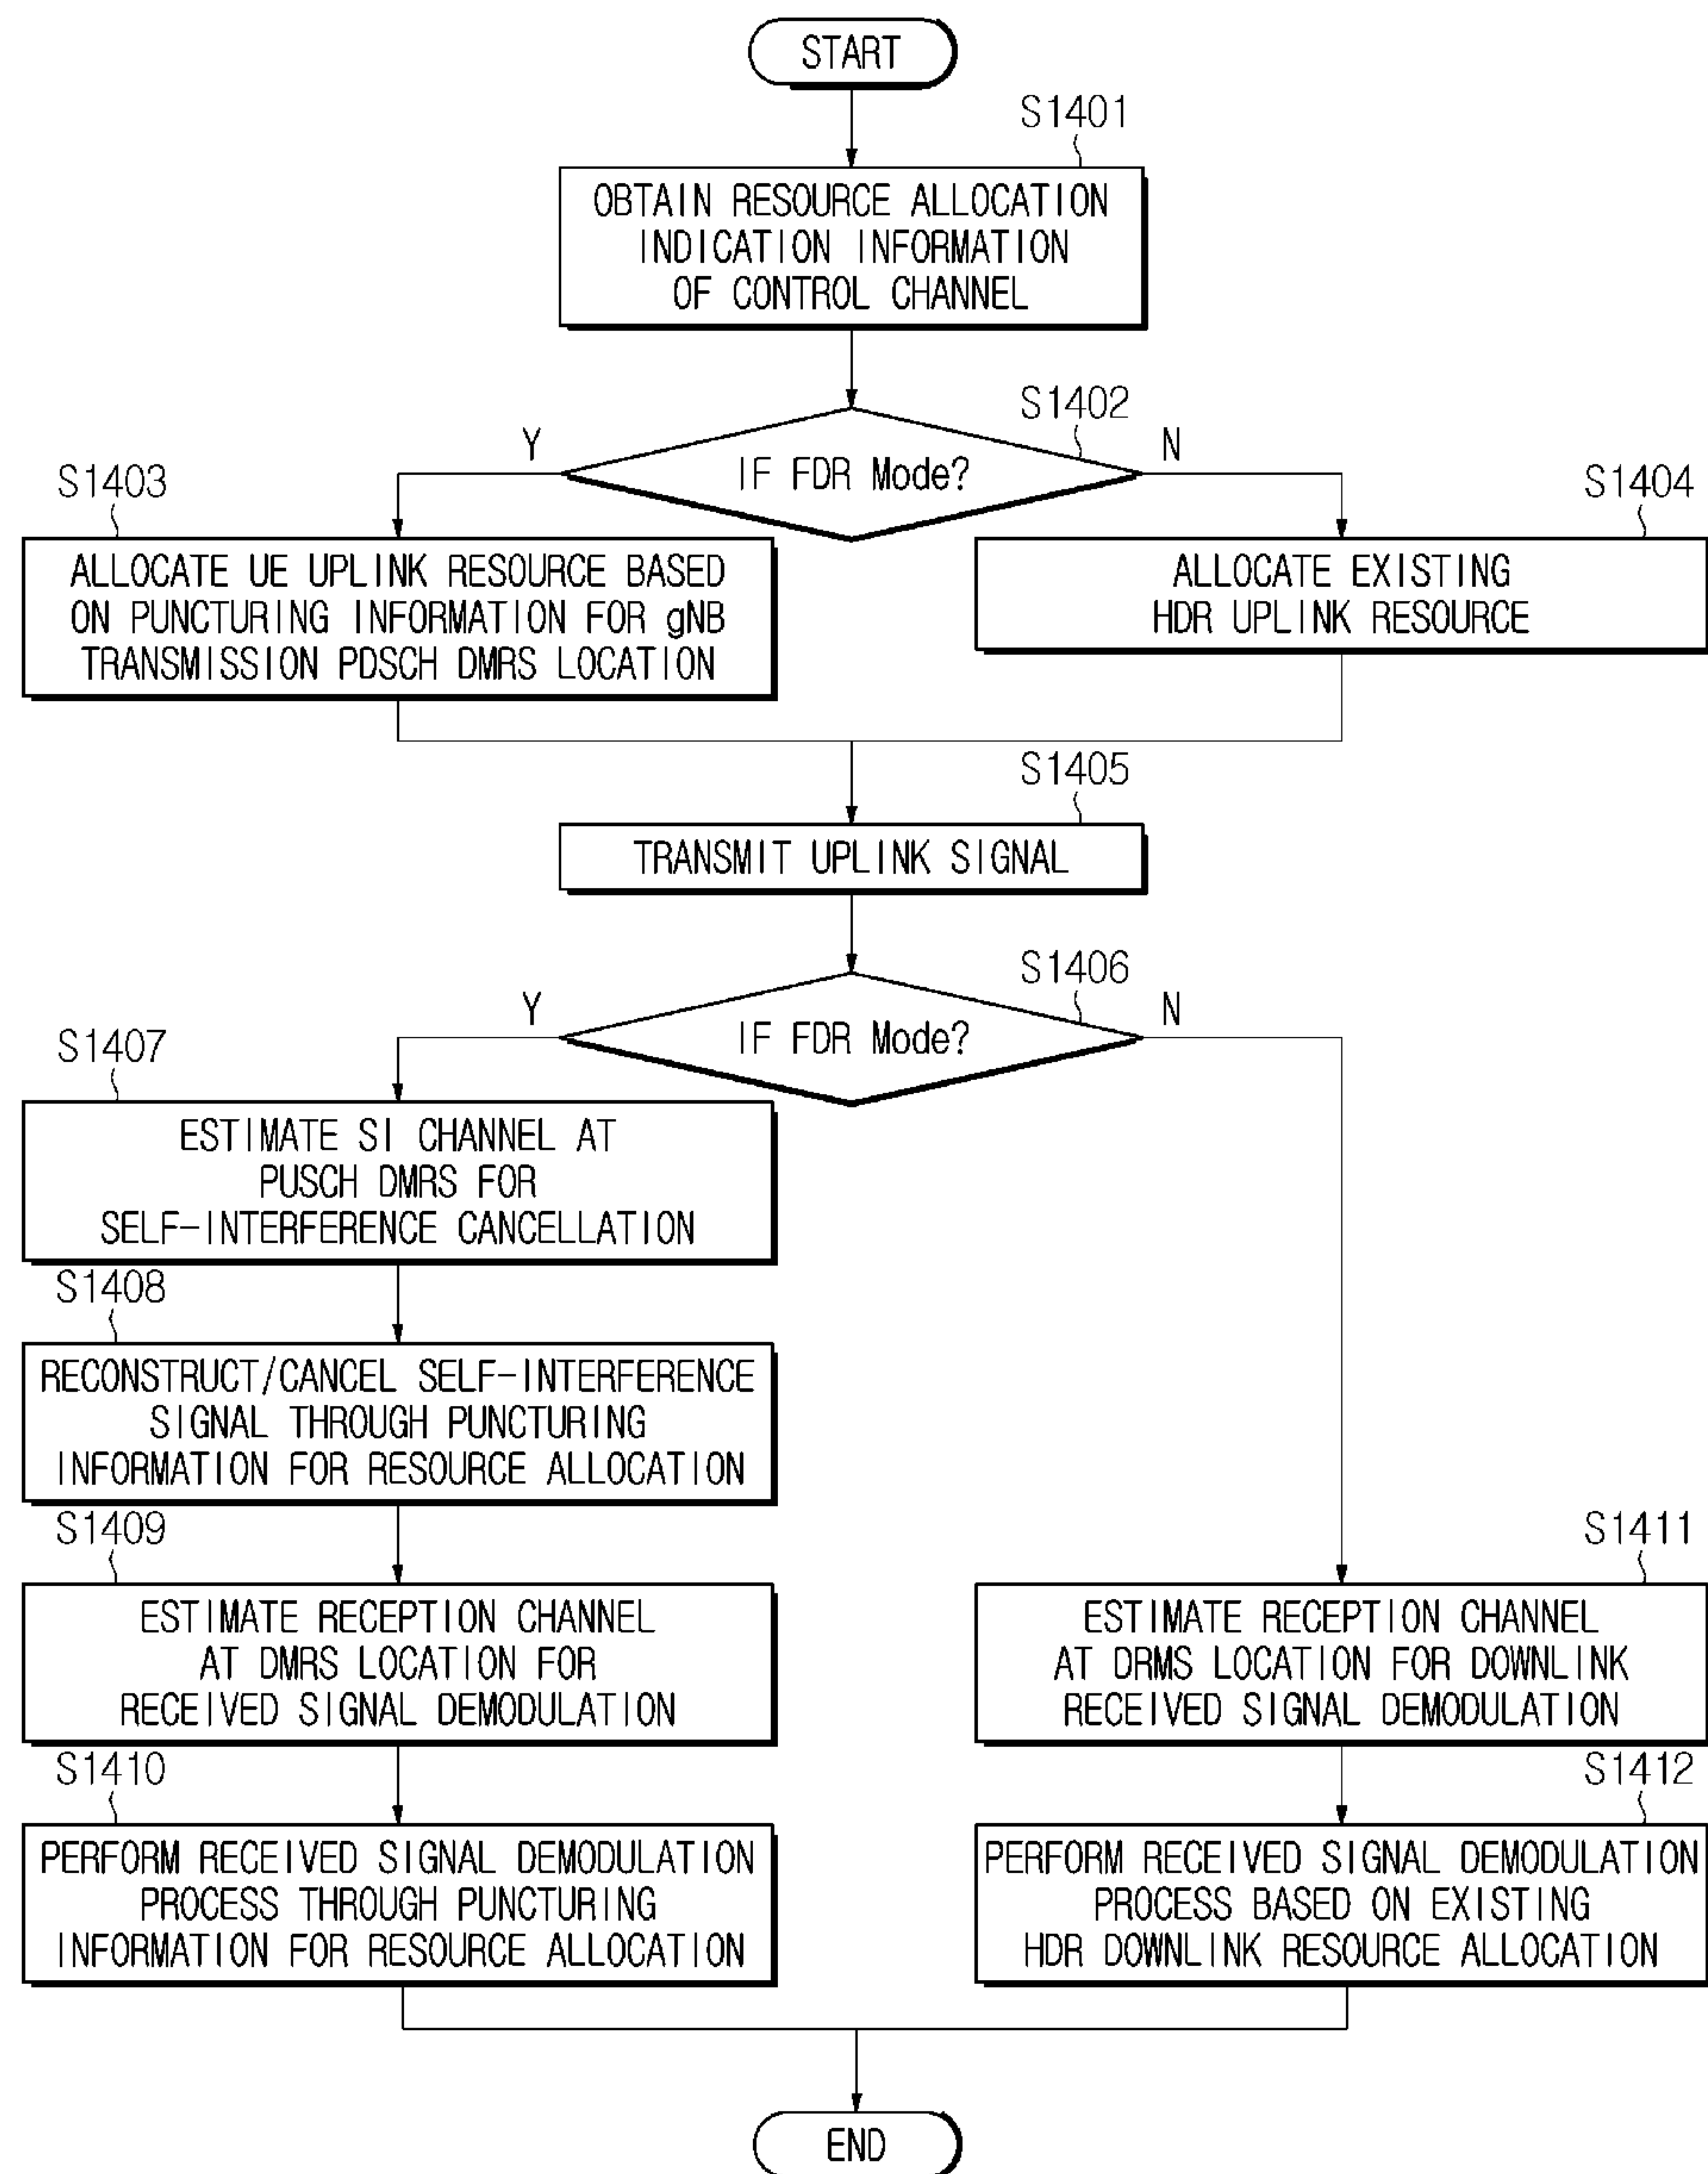 START
S1401
OBTAIN RESOURCE ALLOCATION
INDICATION INFORMATION
OF CONTROL CHANNEL
S1402
Y
IF FDR Mode?
N
S1403
ALLOCATE UE UPLINK RESOURCE BASED
ON PUNCTURING INFORMATION FOR gNB
TRANSMISSION PDSCH DMRS LOCATION
S1404
ALLOCATE EXISTING
HDR UPLINK RESOURCE
S1405
TRANSMIT UPLINK SIGNAL
S1406
Y
IF FDR Mode?
N
S1407
ESTIMATE SI CHANNEL AT
PUSCH DMRS FOR
SELF-INTERFERENCE CANCELLATION
S1408
RECONSTRUCT/CANCEL SELF-INTERFERENCE
SIGNAL THROUGH PUNCTURING
INFORMATION FOR RESOURCE ALLOCATION
S1409
ESTIMATE RECEPTION CHANNEL
AT DMRS LOCATION FOR
RECEIVED SIGNAL DEMODULATION
S1411
ESTIMATE RECEPTION CHANNEL
AT DRMS LOCATION FOR DOWNLINK
RECEIVED SIGNAL DEMODULATION
S1410
PERFORM RECEIVED SIGNAL DEMODULATION
PROCESS THROUGH PUNCTURING
INFORMATION FOR RESOURCE ALLOCATION
S1412
PERFORM RECEIVED SIGNAL DEMODULATION
PROCESS BASED ON EXISTING
HDR DOWNLINK RESOURCE ALLOCATION
END